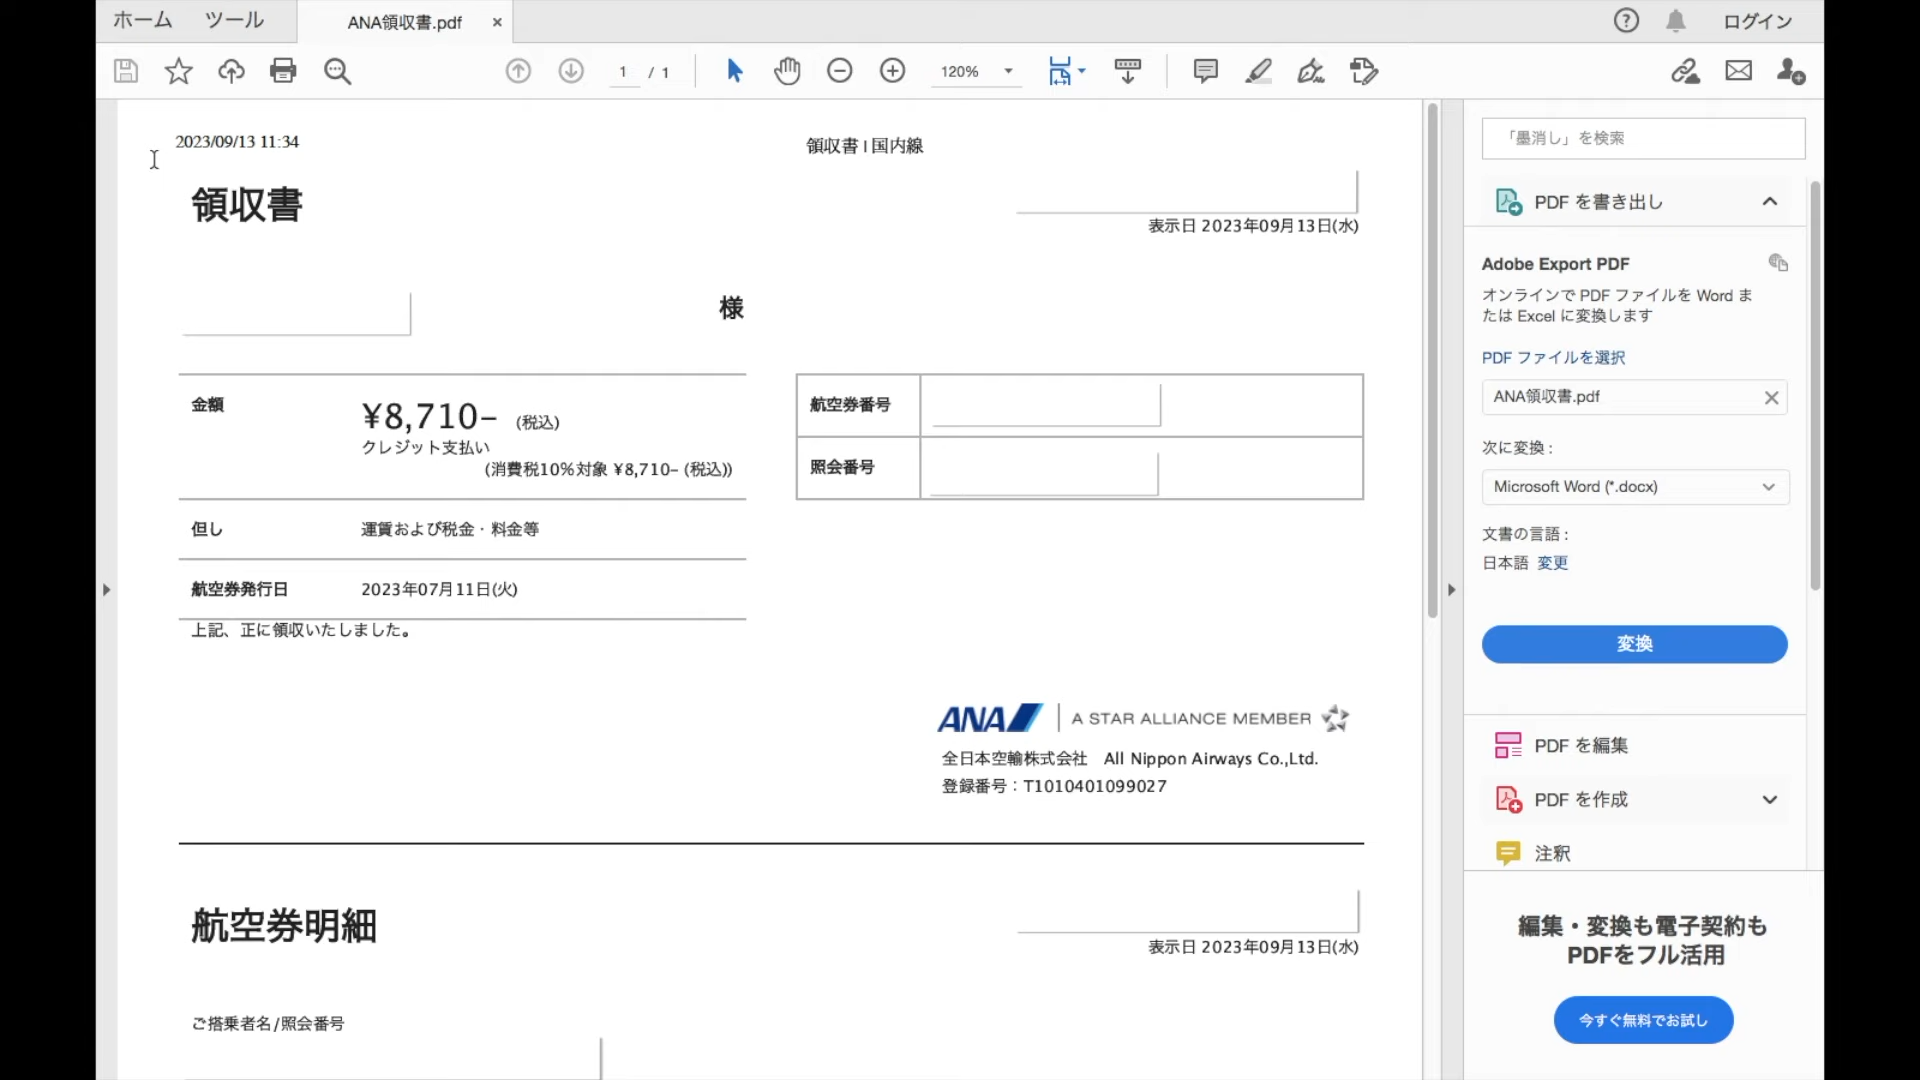 ホーム ツール ANA領収書.pdf × ログイン
1 / 1 120%
2023/09/13 11:34 領収書 | 国内線
領収書
表示日 2023年09月13日(水)
様
金額 ¥8,710− (税込)
クレジット支払い
(消費税10%対象 ¥8,710− (税込))
但し 運賃および税金・料金等
航空券発行日 2023年07月11日(火)
上記、正に領収いたしました。
航空券番号
照会番号
ANA A STAR ALLIANCE MEMBER
全日本空輸株式会社 All Nippon Airways Co.,Ltd.
登録番号：T1010401099027
航空券明細
表示日 2023年09月13日(水)
ご搭乗者名/照会番号
「墨消し」を検索
PDF を書き出し
Adobe Export PDF
オンラインで PDF ファイルを Word ま
たは Excel に変換します
PDF ファイルを選択
ANA領収書.pdf
次に変換 :
Microsoft Word (*.docx)
文書の言語 :
日本語 変更
変換
PDF を編集
PDF を作成
注釈
編集・変換も電子契約も
PDFをフル活用
今すぐ無料でお試し